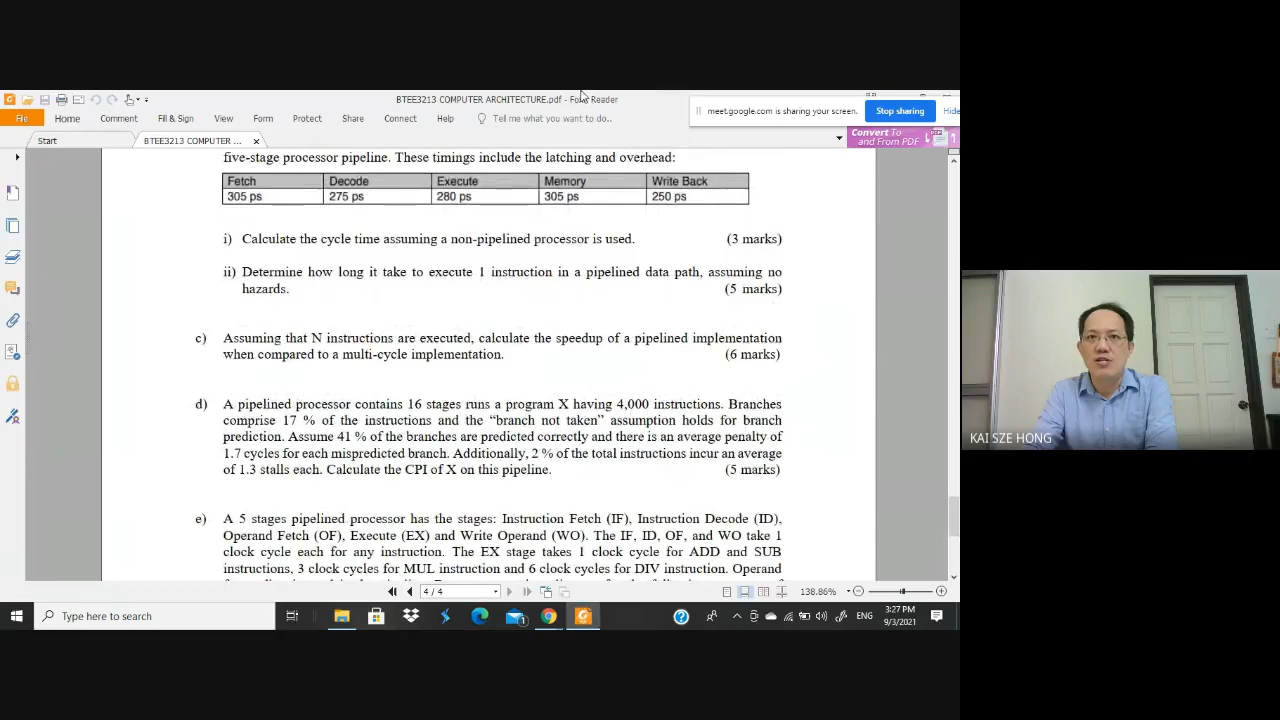 BTEE3213 COMPUTER ARCHITECTURE.pdf - Foxit Reader
meet.google.com is sharing your screen.
Stop sharing
Hide
File
Home
Comment
Fill & Sign
View
Form
Protect
Share
Connect
Help
Tell me what you want to do..
Convert To
and From PDF
Start
BTEE3213 COMPUTER ...
five-stage processor pipeline. These timings include the latching and overhead:
Fetch Decode Execute Memory Write Back
305 ps 275 ps 280 ps 305 ps 250 ps
i) Calculate the cycle time assuming a non-pipelined processor is used. (3 marks)
ii) Determine how long it take to execute 1 instruction in a pipelined data path, assuming no
hazards. (5 marks)
c) Assuming that N instructions are executed, calculate the speedup of a pipelined implementation
when compared to a multi-cycle implementation. (6 marks)
d) A pipelined processor contains 16 stages runs a program X having 4,000 instructions. Branches
comprise 17 % of the instructions and the “branch not taken” assumption holds for branch
prediction. Assume 41 % of the branches are predicted correctly and there is an average penalty of
1.7 cycles for each mispredicted branch. Additionally, 2 % of the total instructions incur an average
of 1.3 stalls each. Calculate the CPI of X on this pipeline. (5 marks)
e) A 5 stages pipelined processor has the stages: Instruction Fetch (IF), Instruction Decode (ID),
Operand Fetch (OF), Execute (EX) and Write Operand (WO). The IF, ID, OF, and WO take 1
clock cycle each for any instruction. The EX stage takes 1 clock cycle for ADD and SUB
instructions, 3 clock cycles for MUL instruction and 6 clock cycles for DIV instruction. Operand
4 / 4
138.86%
Type here to search
1
ENG
3:27 PM
9/3/2021
KAI SZE HONG